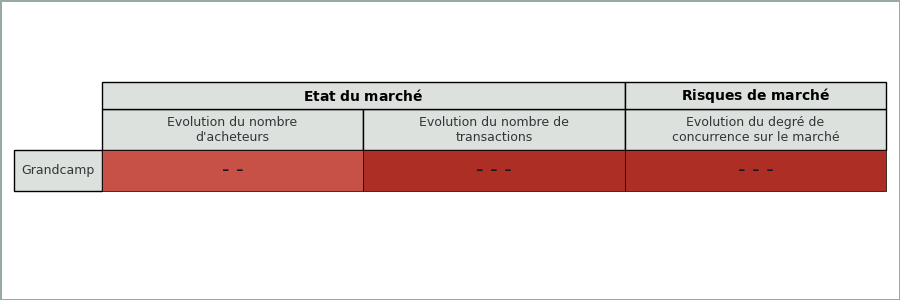 Etat du marché
Risques de marché
Evolution du nombre
d'acheteurs
Evolution du nombre de
transactions
Evolution du degré de
concurrence sur le marché
Grandcamp
– –
– – –
– – –